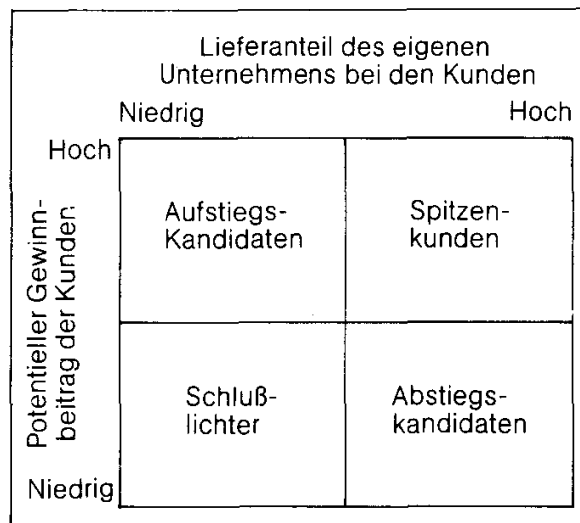 Lieferanteil des eigenen
Unternehmens bei den Kunden
Niedrig Hoch
Hoch
Potentieller Gewinn-
beitrag der Kunden
Aufstiegs-
Kandidaten
Spitzen-
kunden
Schluß-
lichter
Abstiegs-
kandidaten
Niedrig